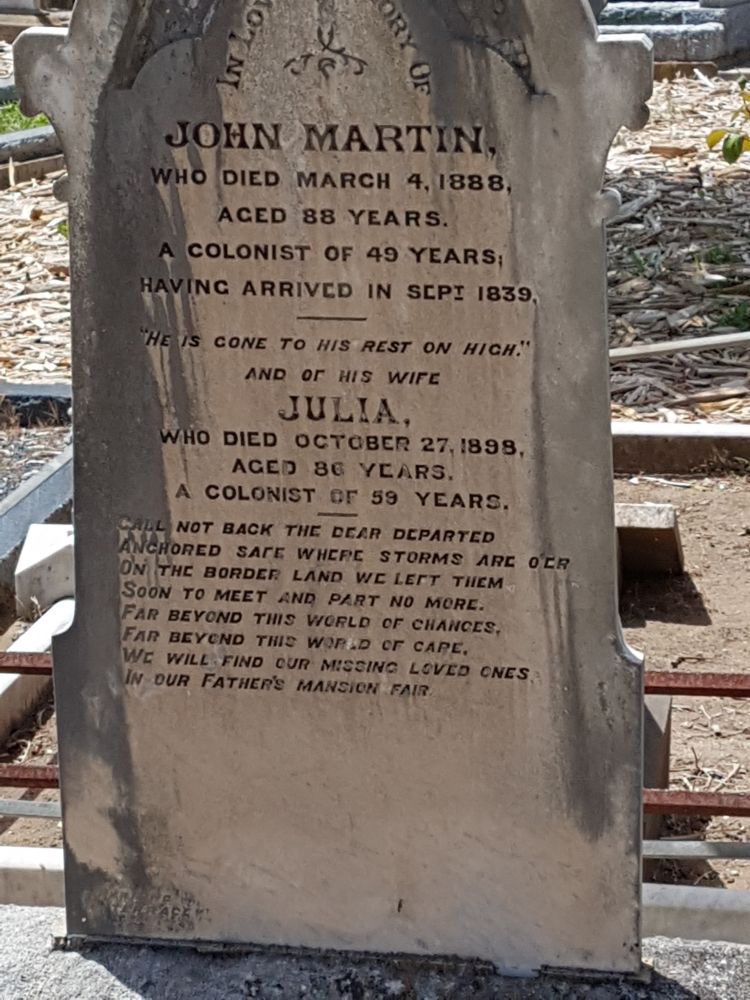 IN LOVING MEMORY OF
JOHN MARTIN,
WHO DIED MARCH 4, 1888,
AGED 88 YEARS.
A COLONIST OF 49 YEARS;
HAVING ARRIVED IN SEPT 1839.
"HE IS GONE TO HIS REST ON HIGH."
AND OF HIS WIFE
JULIA,
WHO DIED OCTOBER 27, 1898,
AGED 86 YEARS.
A COLONIST OF 59 YEARS.
CALL NOT BACK THE DEAR DEPARTED
ANCHORED SAFE WHERE STORMS ARE O'ER
ON THE BORDER LAND WE LEFT THEM
SOON TO MEET AND PART NO MORE.
FAR BEYOND THIS WORLD OF CHANGES,
FAR BEYOND THIS WORLD OF CARE,
WE WILL FIND OUR MISSING LOVED ONES
IN OUR FATHER'S MANSION FAIR